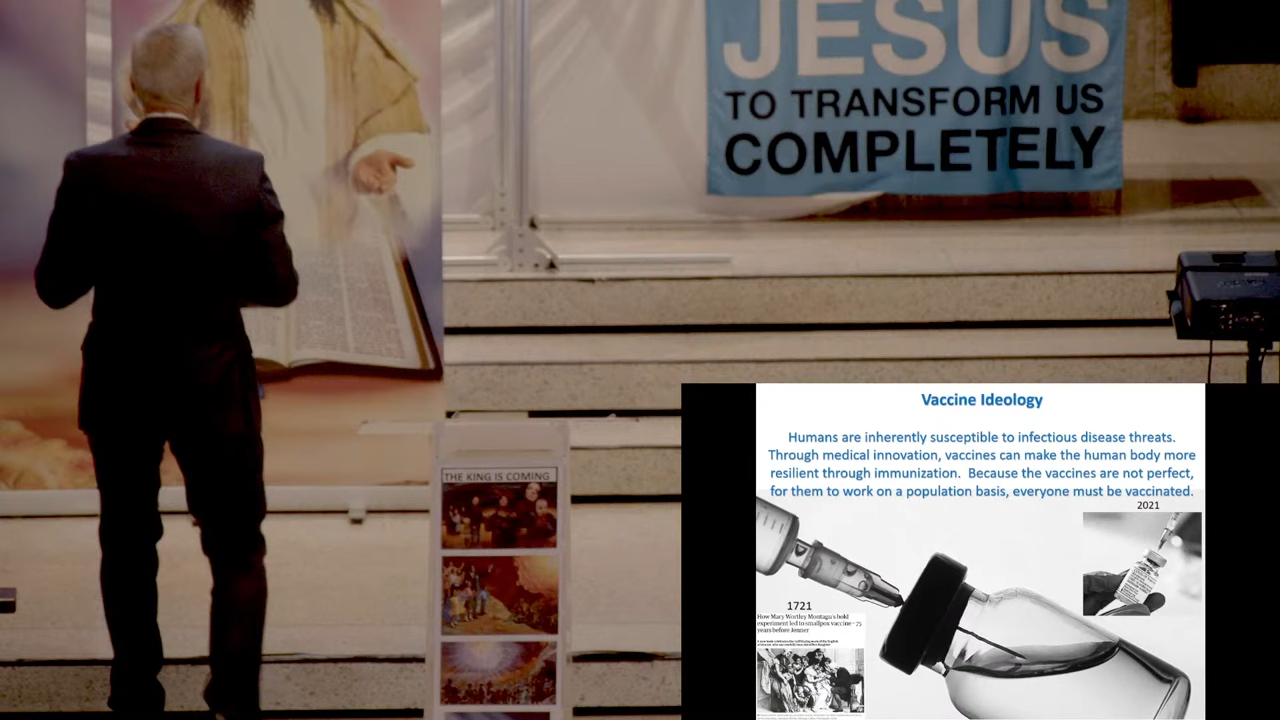 JESUS
TO TRANSFORM US
COMPLETELY
THE KING IS COMING
Vaccine Ideology
Humans are inherently susceptible to infectious disease threats.
Through medical innovation, vaccines can make the human body more
resilient through immunization.  Because the vaccines are not perfect,
for them to work on a population basis, everyone must be vaccinated.
2021
1721
How Mary Wortley Montagu's bold
experiment led to smallpox vaccine – 75
years before Jenner